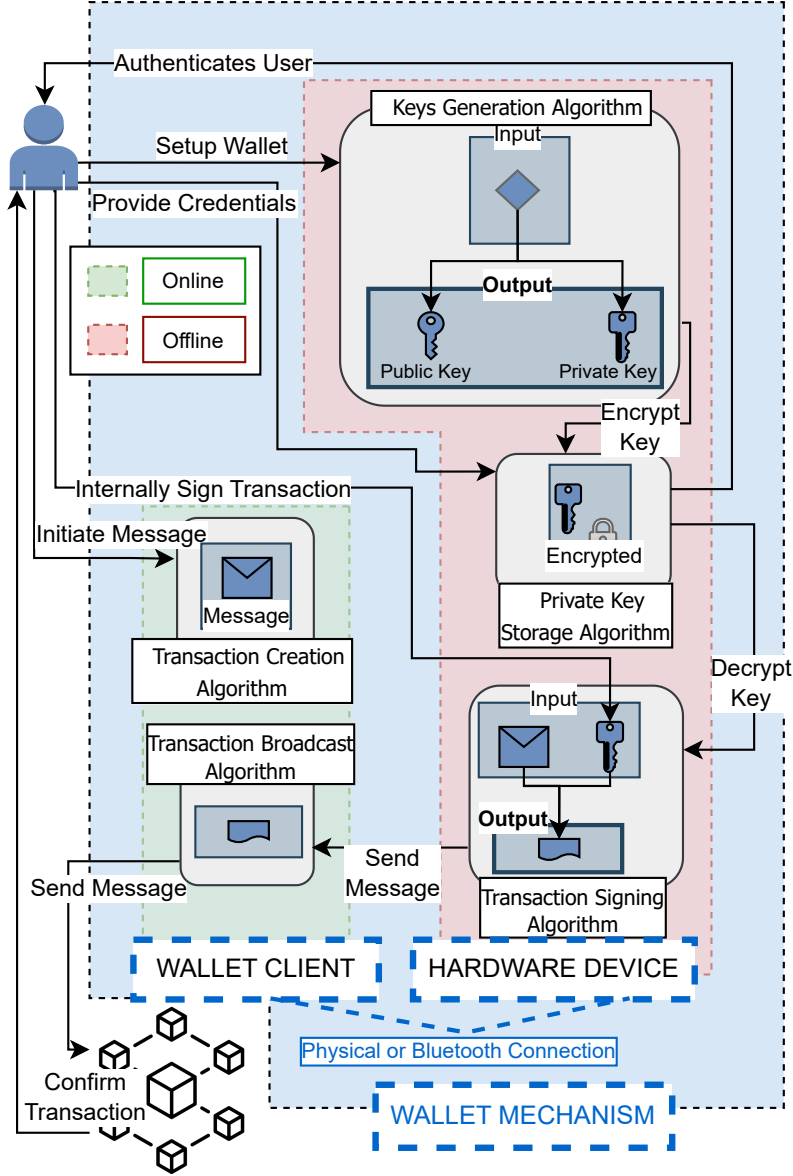 Authenticates User
Keys Generation Algorithm
Input
Setup Wallet
Provide Credentials
Online
Offline
Output
Public Key
Private Key
Encrypt
Key
Internally Sign Transaction
Initiate Message
Message
Transaction Creation
Algorithm
Encrypted
Private Key
Storage Algorithm
Decrypt
Key
Transaction Broadcast
Algorithm
Input
Output
Send
Message
Send Message
Transaction Signing
Algorithm
WALLET CLIENT
HARDWARE DEVICE
Physical or Bluetooth Connection
Confirm
Transaction
WALLET MECHANISM